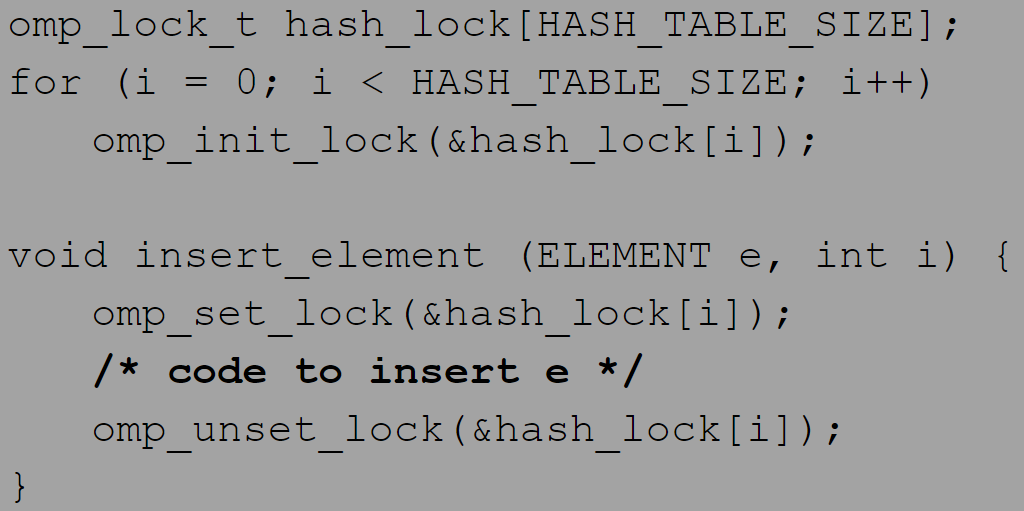 omp_lock_t hash_lock[HASH_TABLE_SIZE];
for (i = 0; i < HASH_TABLE_SIZE; i++)
omp_init_lock(&hash_lock[i]);
void insert_element (ELEMENT e, int i) {
omp_set_lock(&hash_lock[i]);
/* code to insert e */
omp_unset_lock(&hash_lock[i]);
}